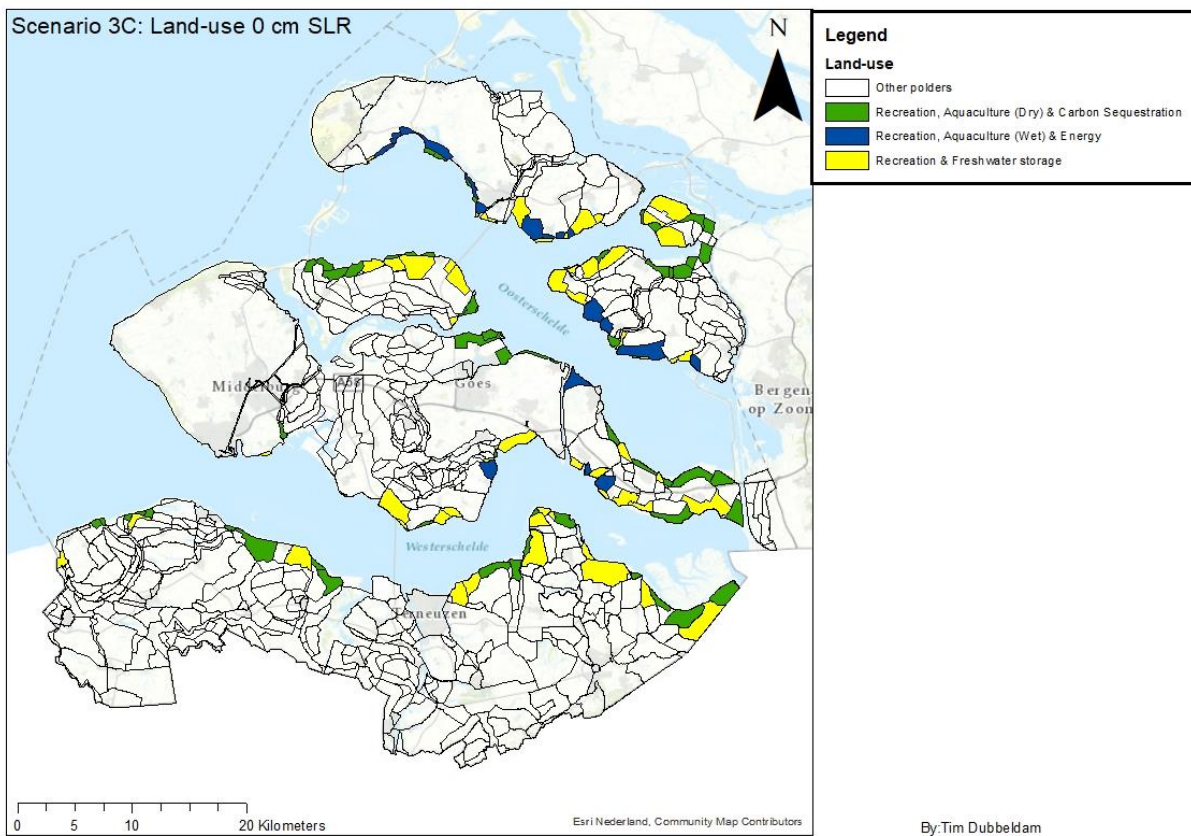 Scenario 3C: Land-use 0 cm SLR
N
Legend
Land-use
Other polders
Recreation, Aquaculture (Dry) & Carbon Sequestration
Recreation, Aquaculture (Wet) & Energy
Recreation & Freshwater storage
Oosterschelde
Middelburg
A58
Goes
Bergen
op Zoom
Westerschelde
Terneuzen
0 5 10 20 Kilometers
Esri Nederland, Community Map Contributors
By:Tim Dubbeldam